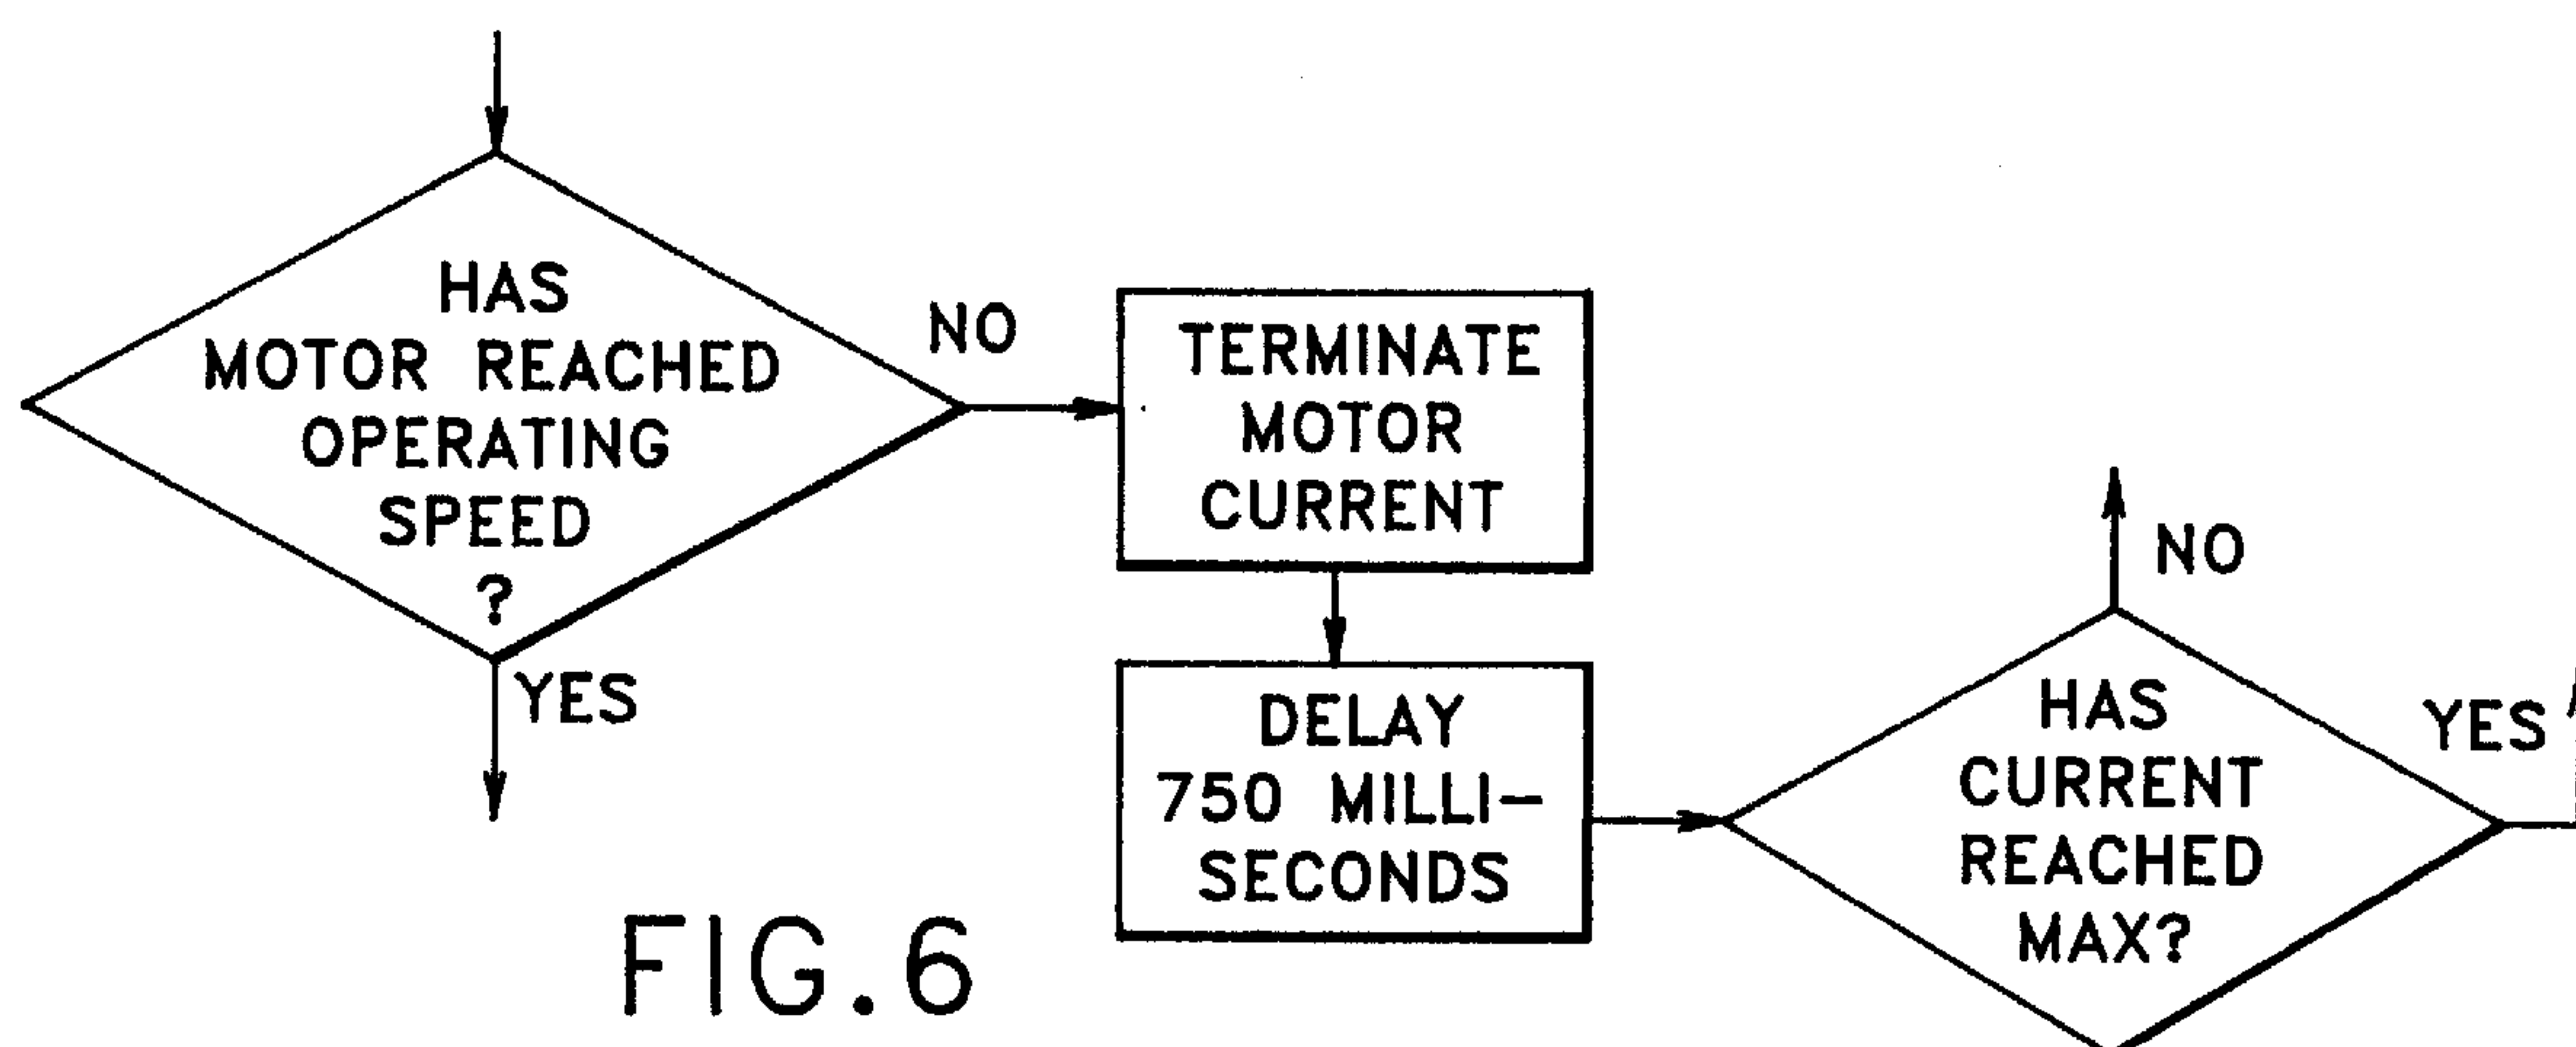 HAS
MOTOR REACHED
OPERATING
SPEED
?
NO
YES
TERMINATE
MOTOR
CURRENT
DELAY
750 MILLI-
SECONDS
NO
HAS
CURRENT
REACHED
MAX?
YES
FIG.6